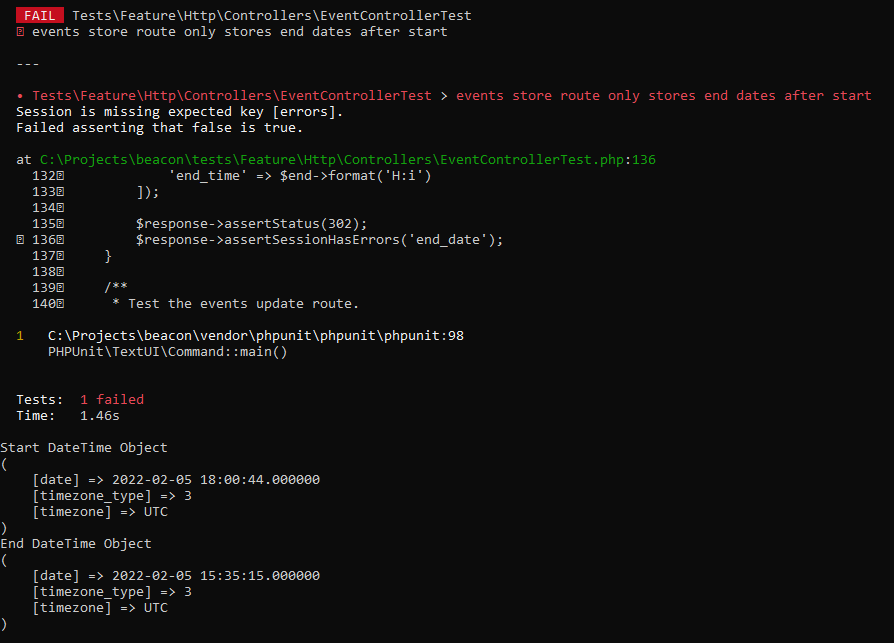 FAIL Tests\Feature\Http\Controllers\EventControllerTest
events store route only stores end dates after start
---
• Tests\Feature\Http\Controllers\EventControllerTest > events store route only stores end dates after start
Session is missing expected key [errors].
Failed asserting that false is true.
at C:\Projects\beacon\tests\Feature\Http\Controllers\EventControllerTest.php:136
132 'end_time' => $end->format('H:i')
133 ]);
134
135 $response->assertStatus(302);
136 $response->assertSessionHasErrors('end_date');
137 }
138
139 /**
140 * Test the events update route.
1 C:\Projects\beacon\vendor\phpunit\phpunit\phpunit:98
PHPUnit\TextUI\Command::main()
Tests: 1 failed
Time: 1.46s
Start DateTime Object
(
[date] => 2022-02-05 18:00:44.000000
[timezone_type] => 3
[timezone] => UTC
)
End DateTime Object
(
[date] => 2022-02-05 15:35:15.000000
[timezone_type] => 3
[timezone] => UTC
)